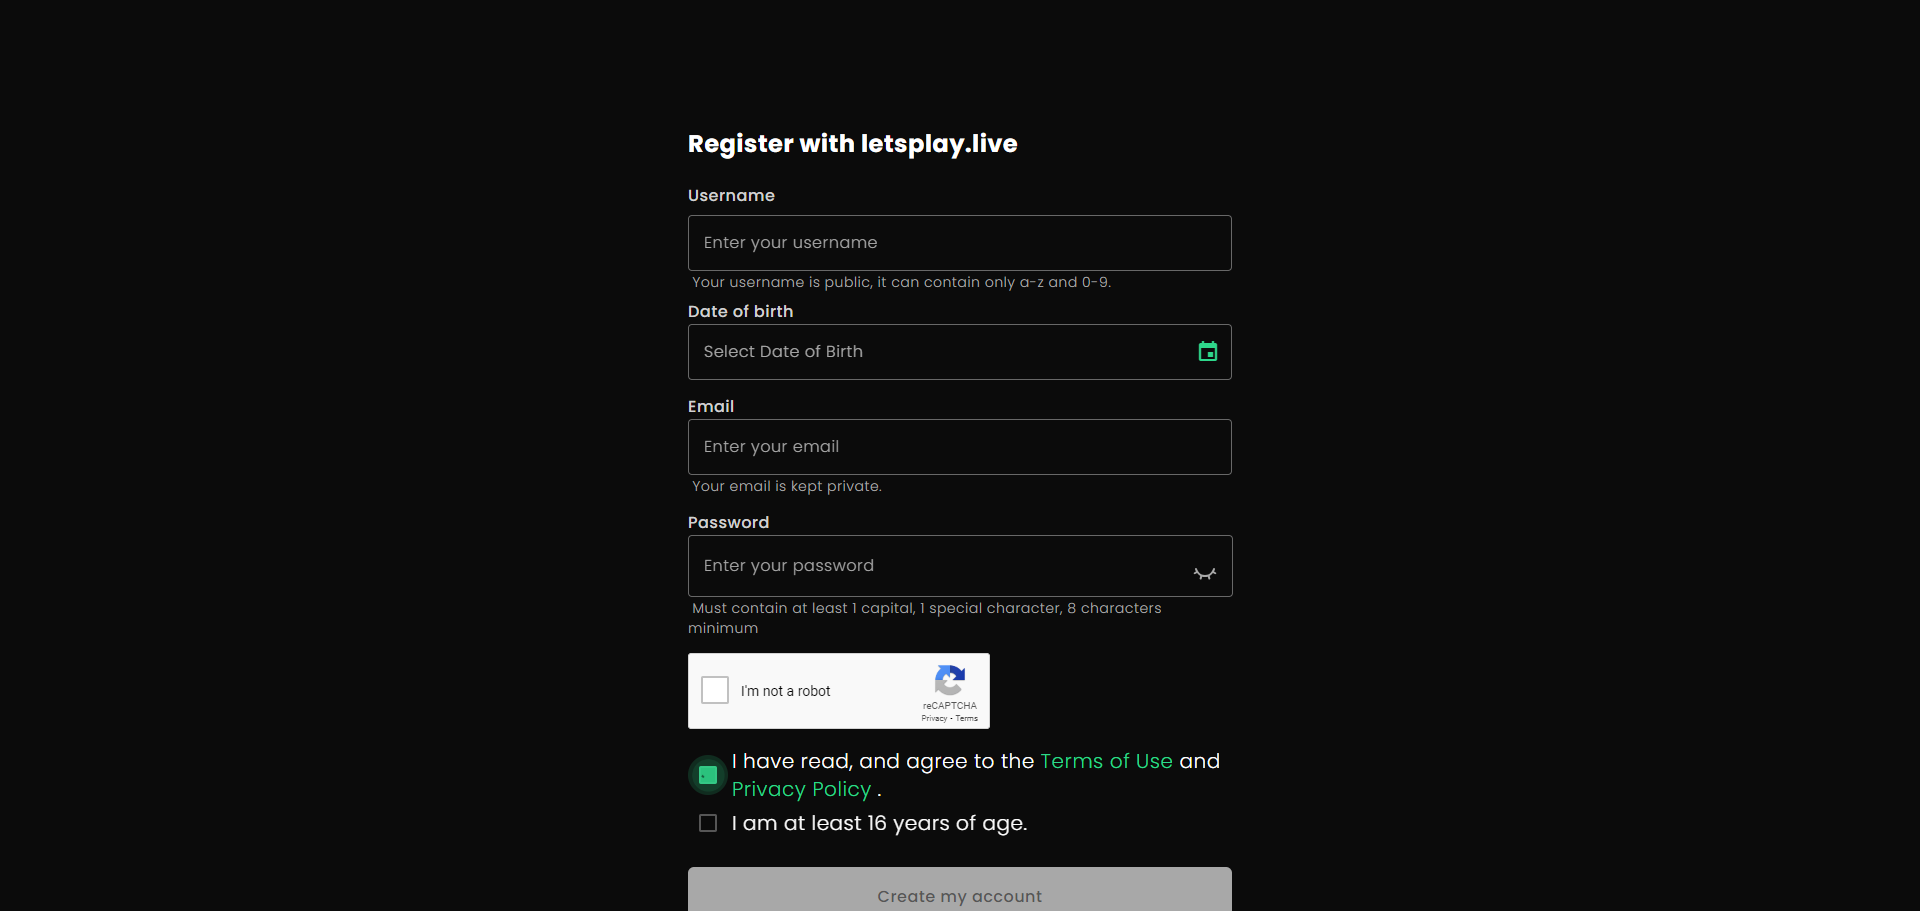 Register with letsplay.live
Username
Enter your username
Your username is public, it can contain only a-z and 0-9.
Date of birth
Select Date of Birth
Email
Enter your email
Your email is kept private.
Password
Enter your password
Must contain at least 1 capital, 1 special character, 8 characters
minimum
I'm not a robot
reCAPTCHA
Privacy - Terms
I have read, and agree to the Terms of Use and
Privacy Policy .
I am at least 16 years of age.
Create my account